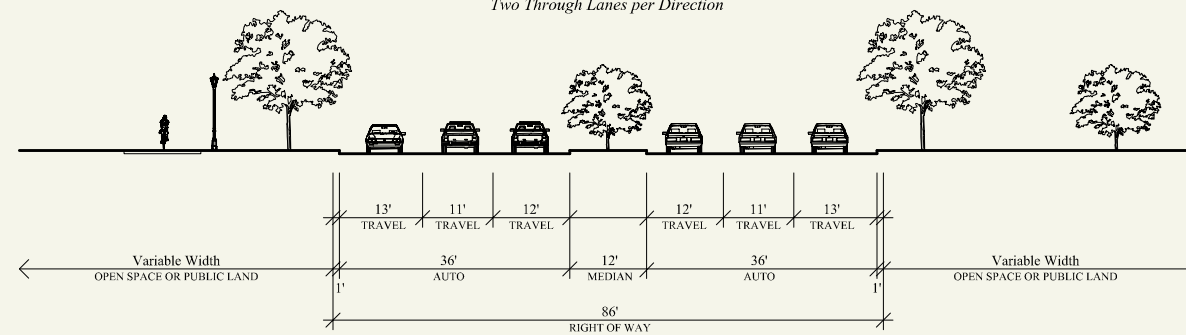 Two Through Lanes per Direction
13' 11' 12' 12' 11' 13'
TRAVEL TRAVEL TRAVEL TRAVEL TRAVEL TRAVEL
Variable Width 36' 12' 36' Variable Width
OPEN SPACE OR PUBLIC LAND AUTO MEDIAN AUTO OPEN SPACE OR PUBLIC LAND
1' 1'
86'
RIGHT OF WAY